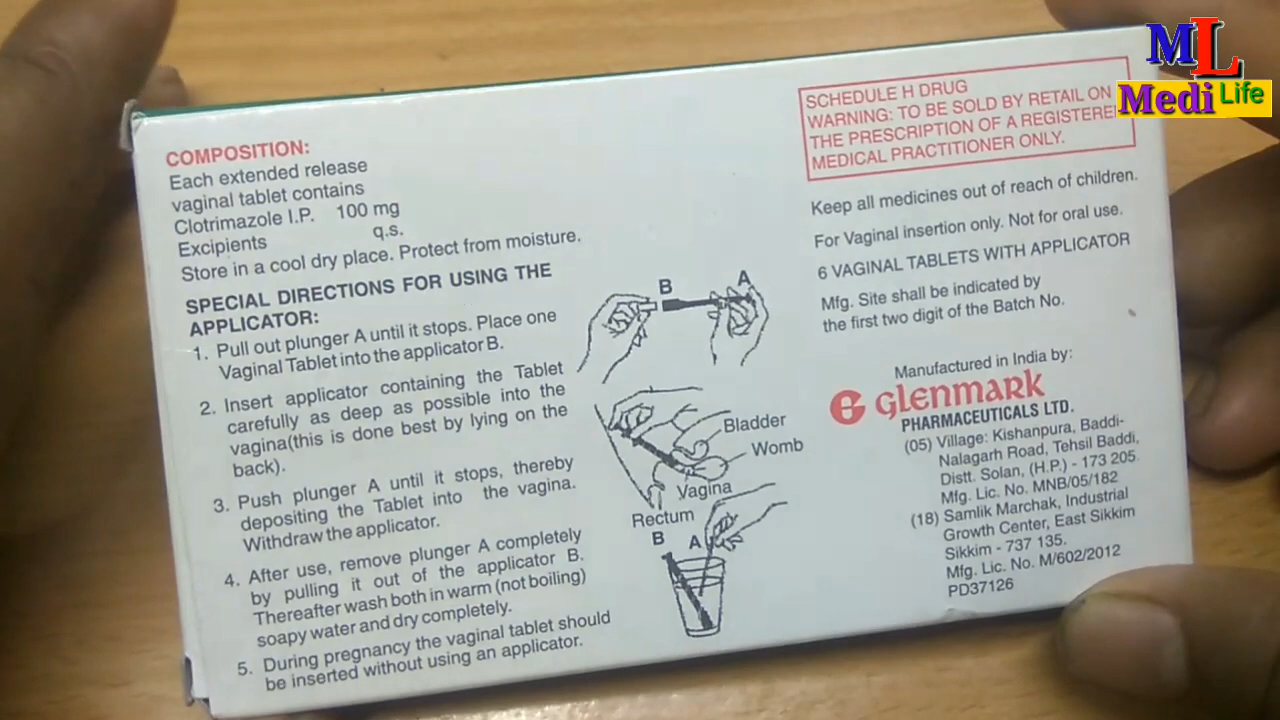 COMPOSITION:
Each extended release
vaginal tablet contains
Clotrimazole I.P. 100 mg
Excipients q.s.
Store in a cool dry place. Protect from moisture.
SPECIAL DIRECTIONS FOR USING THE
APPLICATOR:
1. Pull out plunger A until it stops. Place one
Vaginal Tablet into the applicator B.
2. Insert applicator containing the Tablet
carefully as deep as possible into the
vagina(this is done best by lying on the
back).
3. Push plunger A until it stops, thereby
depositing the Tablet into the vagina.
Withdraw the applicator.
4. After use, remove plunger A completely
by pulling it out of the applicator B.
Thereafter wash both in warm (not boiling)
soapy water and dry completely.
5. During pregnancy the vaginal tablet should
be inserted without using an applicator.
B A
Bladder
Womb
Vagina
Rectum
B A
SCHEDULE H DRUG
WARNING: TO BE SOLD BY RETAIL ON
THE PRESCRIPTION OF A REGISTERE
MEDICAL PRACTITIONER ONLY.
Keep all medicines out of reach of children.
For Vaginal insertion only. Not for oral use.
6 VAGINAL TABLETS WITH APPLICATOR
Mfg. Site shall be indicated by
the first two digit of the Batch No.
Manufactured in India by:
GLENMARK
PHARMACEUTICALS LTD.
(05) Village: Kishanpura, Baddi-
Nalagarh Road, Tehsil Baddi,
Distt. Solan, (H.P.) - 173 205.
Mfg. Lic. No. MNB/05/182
(18) Samlik Marchak, Industrial
Growth Center, East Sikkim
Sikkim - 737 135.
Mfg. Lic. No. M/602/2012
PD37126
ML
Medi Life